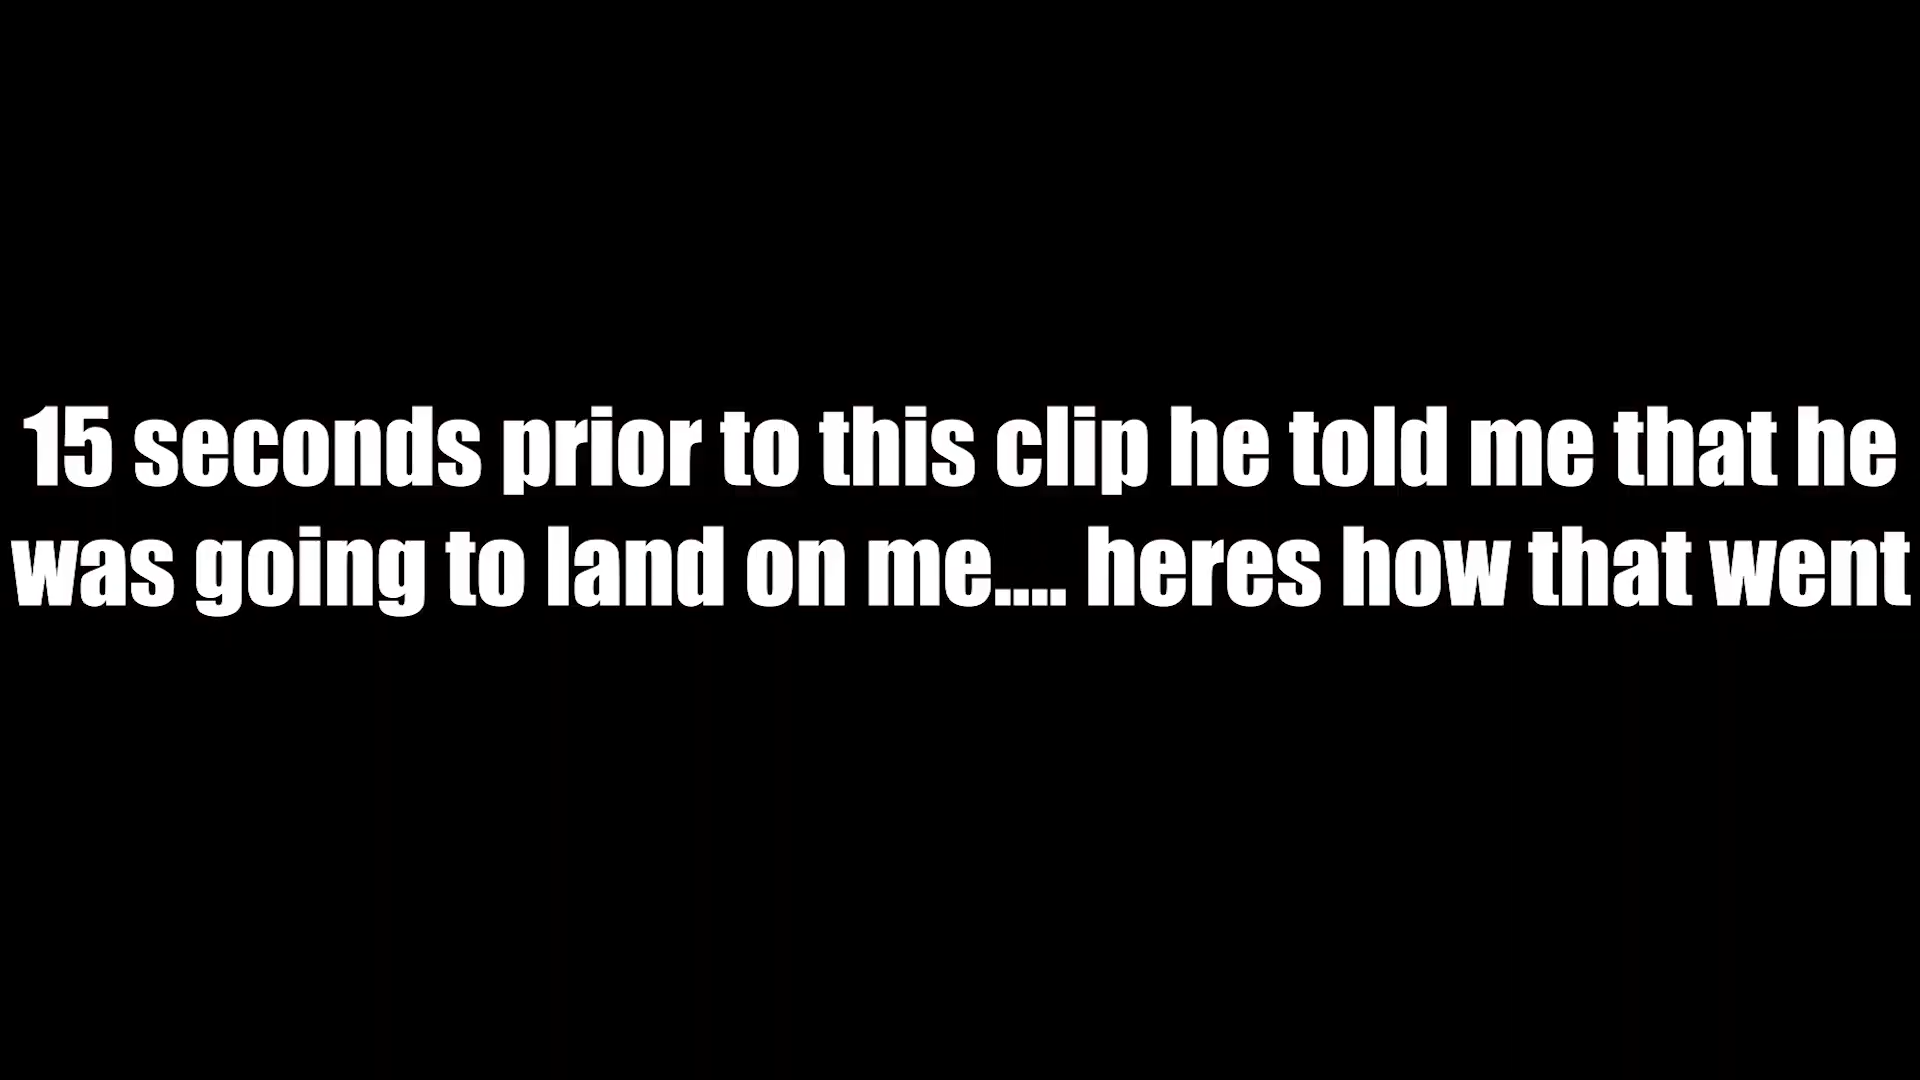 15 seconds prior to this clip he told me that he
was going to land on me.... heres how that went